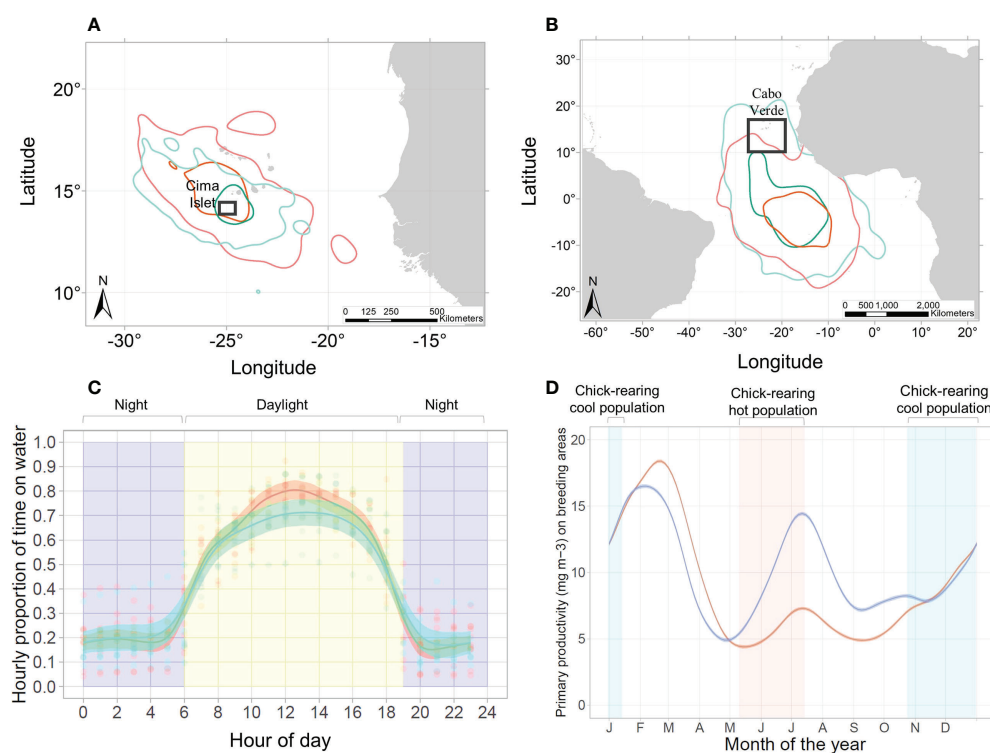 A
20°
15°
10°
Latitude
Cima
Islet
N
0 125 250 500
Kilometers
-30° -25° -20° -15°
Longitude
B
30°
20°
10°
0°
-10°
-20°
Latitude
Cabo
Verde
N
0 500 1,000 2,000
Kilometers
-60° -50° -40° -30° -20° -10° 0° 10° 20°
Longitude
C
Night Daylight Night
1.0
0.9
0.8
0.7
0.6
0.5
0.4
0.3
0.2
0.1
0.0
Hourly proportion of time on water
0 2 4 6 8 10 12 14 16 18 20 22 24
Hour of day
D
Chick-rearing
cool population
Chick-rearing
hot population
Chick-rearing
cool population
20
15
10
5
0
Primary productivity (mg m−3) on breeding areas
J F M A M J J A S O N D
Month of the year